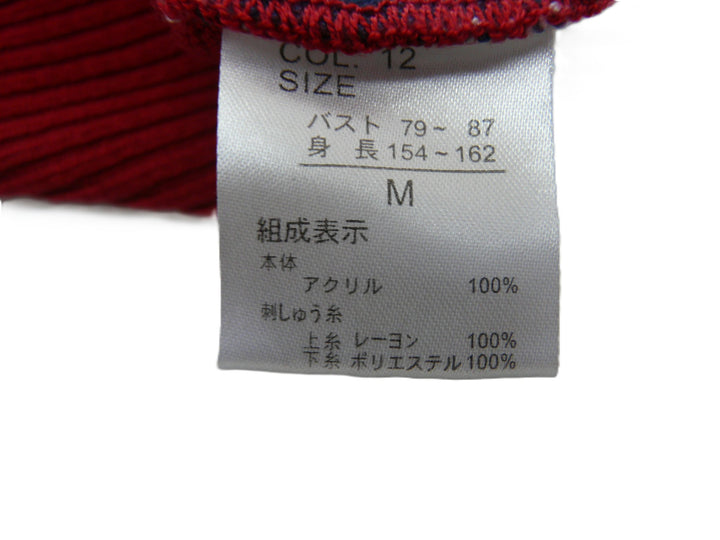 COL. 12
SIZE
バスト 79~ 87
身 長 154~162
M
組成表示
本体
アクリル 100%
刺しゅう糸
上糸 レーヨン 100%
下糸 ポリエステル 100%